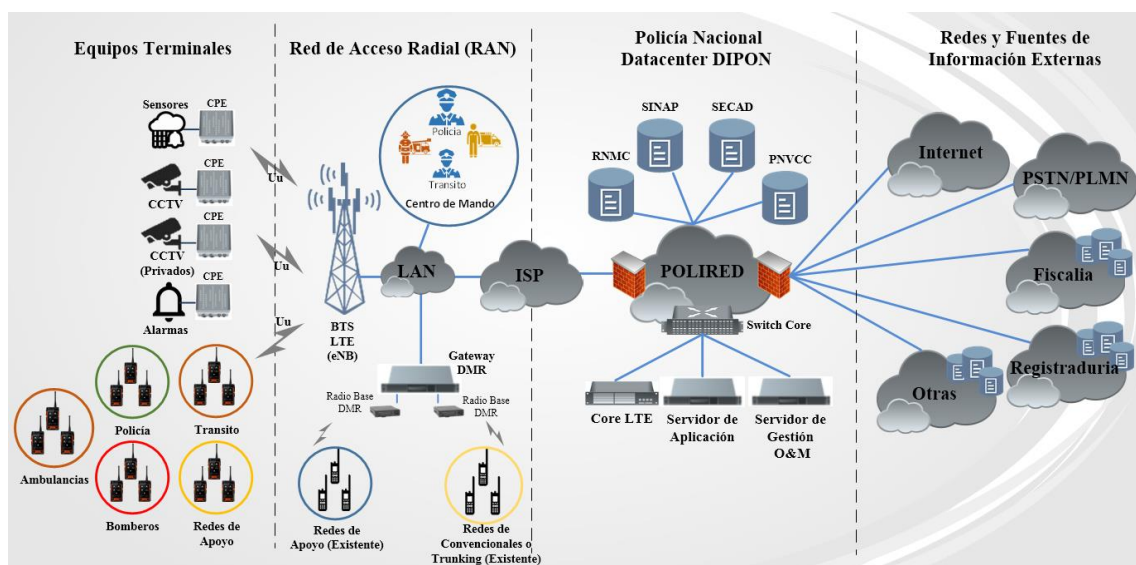 Equipos Terminales
Red de Acceso Radial (RAN)
Policía Nacional
Datacenter DIPON
Redes y Fuentes de
Información Externas
Sensores
CPE
CPE
CCTV
CPE
CCTV
(Privados)
CPE
Alarmas
Uu
Uu
Uu
Policía
Transito
Ambulancias
Bomberos
Redes de
Apoyo
Policia
Transito
Centro de Mando
LAN
ISP
BTS
LTE
(eNB)
Gateway
DMR
Radio Base
DMR
Radio Base
DMR
Redes de
Apoyo (Existente)
Redes de
Convencionales o
Trunking (Existente)
SINAP
SECAD
RNMC
PNVCC
POLIRED
Switch Core
Core LTE
Servidor de
Aplicación
Servidor de
Gestión
O&M
Internet
PSTN/PLMN
Fiscalia
Registraduria
Otras